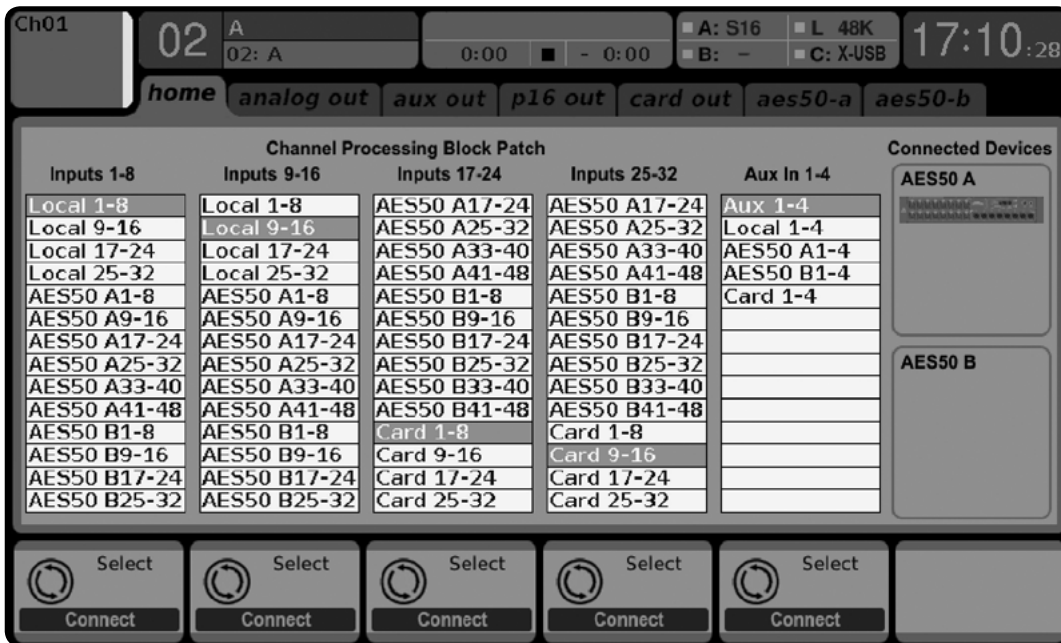 Ch01
02
A
02: A
0:00 - 0:00
A: S16
B: -
L 48K
C: X-USB
17:10:28
home
analog out
aux out
p16 out
card out
aes50-a
aes50-b
Channel Processing Block Patch
Connected Devices
Inputs 1-8
Local 1-8
Local 9-16
Local 17-24
Local 25-32
AES50 A1-8
AES50 A9-16
AES50 A17-24
AES50 A25-32
AES50 A33-40
AES50 A41-48
AES50 B1-8
AES50 B9-16
AES50 B17-24
AES50 B25-32
Inputs 9-16
Local 1-8
Local 9-16
Local 17-24
Local 25-32
AES50 A1-8
AES50 A9-16
AES50 A17-24
AES50 A25-32
AES50 A33-40
AES50 A41-48
AES50 B1-8
AES50 B9-16
AES50 B17-24
AES50 B25-32
Inputs 17-24
AES50 A17-24
AES50 A25-32
AES50 A33-40
AES50 A41-48
AES50 B1-8
AES50 B9-16
AES50 B17-24
AES50 B25-32
AES50 B33-40
AES50 B41-48
Card 1-8
Card 9-16
Card 17-24
Card 25-32
Inputs 25-32
AES50 A17-24
AES50 A25-32
AES50 A33-40
AES50 A41-48
AES50 B1-8
AES50 B9-16
AES50 B17-24
AES50 B25-32
AES50 B33-40
AES50 B41-48
Card 1-8
Card 9-16
Card 17-24
Card 25-32
Aux In 1-4
Aux 1-4
Local 1-4
AES50 A1-4
AES50 B1-4
Card 1-4
AES50 A
AES50 B
Select
Connect
Select
Connect
Select
Connect
Select
Connect
Select
Connect